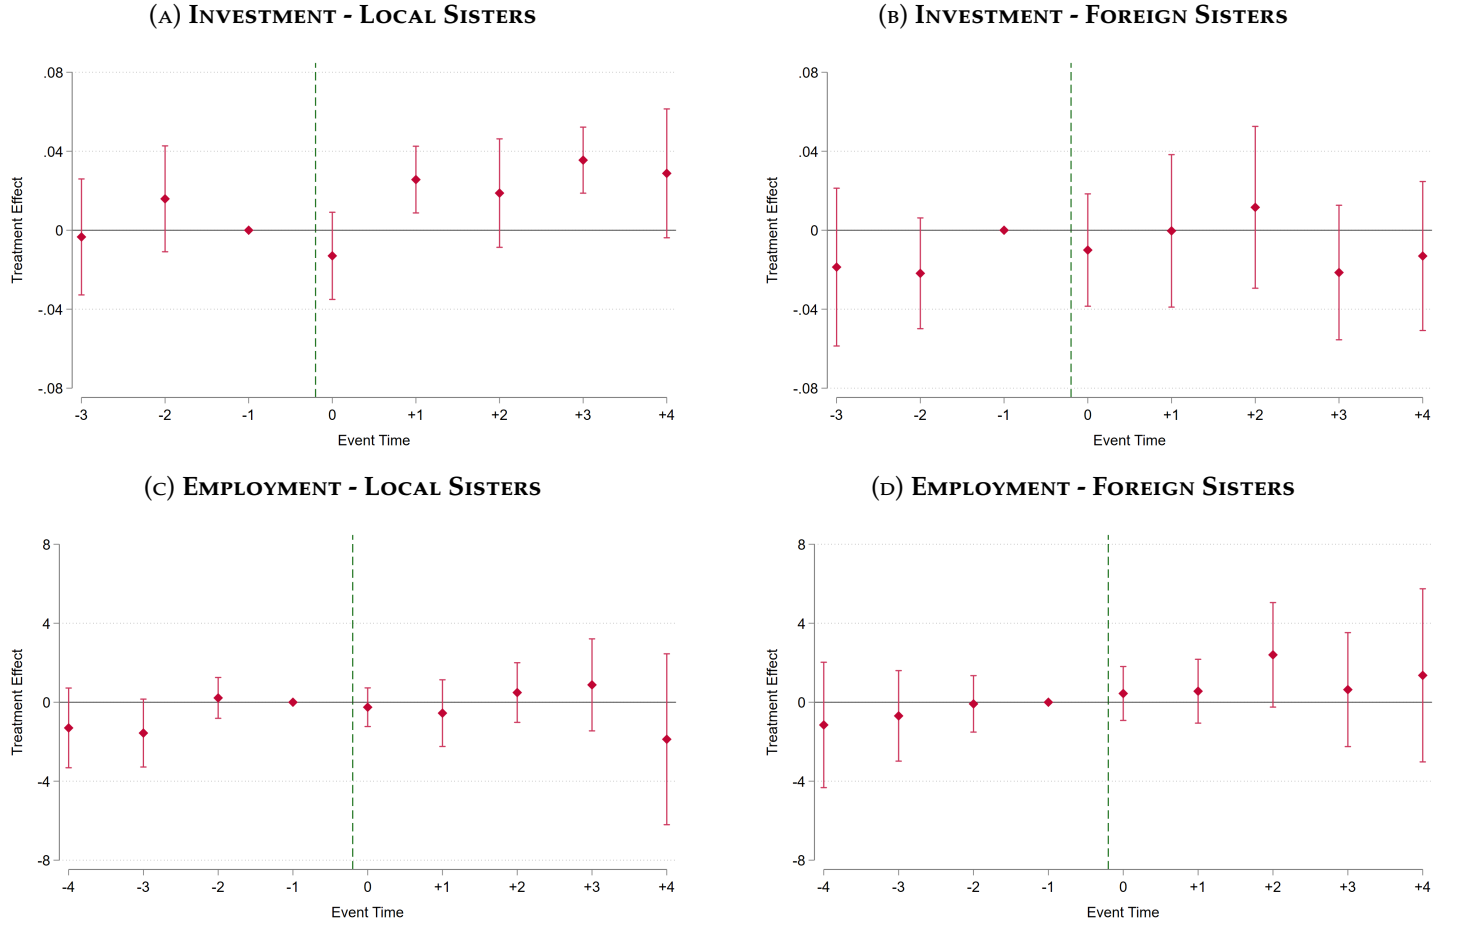 (A) INVESTMENT - LOCAL SISTERS
.08
.04
0
-.04
-.08
Treatment Effect
-3 -2 -1 0 +1 +2 +3 +4
Event Time
(B) INVESTMENT - FOREIGN SISTERS
.08
.04
0
-.04
-.08
Treatment Effect
-3 -2 -1 0 +1 +2 +3 +4
Event Time
(C) EMPLOYMENT - LOCAL SISTERS
8
4
0
-4
-8
Treatment Effect
-4 -3 -2 -1 0 +1 +2 +3 +4
Event Time
(D) EMPLOYMENT - FOREIGN SISTERS
8
4
0
-4
-8
Treatment Effect
-4 -3 -2 -1 0 +1 +2 +3 +4
Event Time